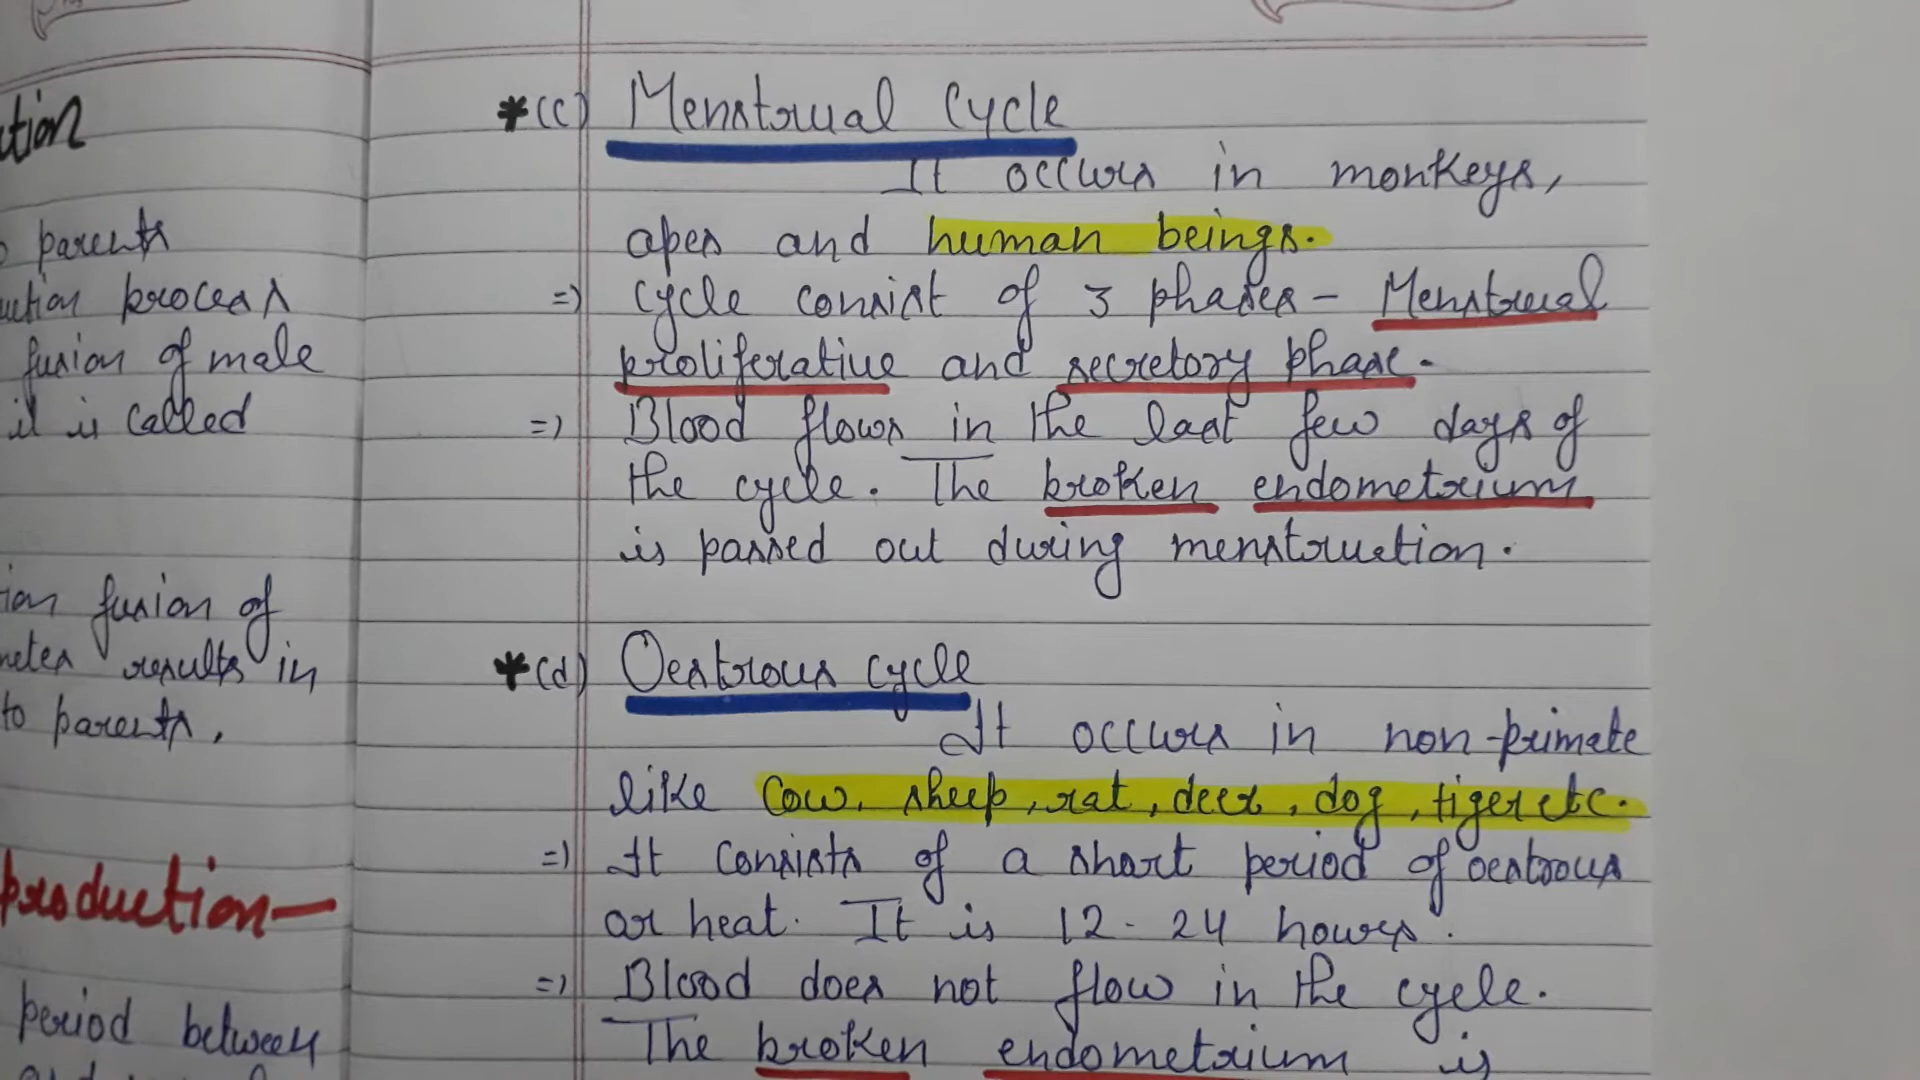 tion
parents
uction process
fusion of male
it is called
ion fusion of
metes results in
to parents.
production—
period between
*(c) Menstrual Cycle
It occurs in monkeys,
apes and human beings.
=) Cycle consist of 3 phases - Menstrual
proliferative and secretory phase.
=) Blood flows in the last few days of
the cycle. The broken endometrium
is passed out during menstruation.
*(d) Oestrous cycle
It occurs in non-primate
like Cow, sheep, rat, deer, dog, tiger etc.
=) It consists of a short period of oestrous
or heat. It is 12-24 hours.
=) Blood does not flow in the cycle.
The broken endometrium is